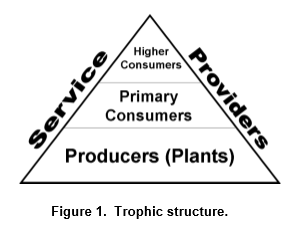 Service
Providers
Higher
Consumers
Primary
Consumers
Producers (Plants)
Figure 1.  Trophic structure.